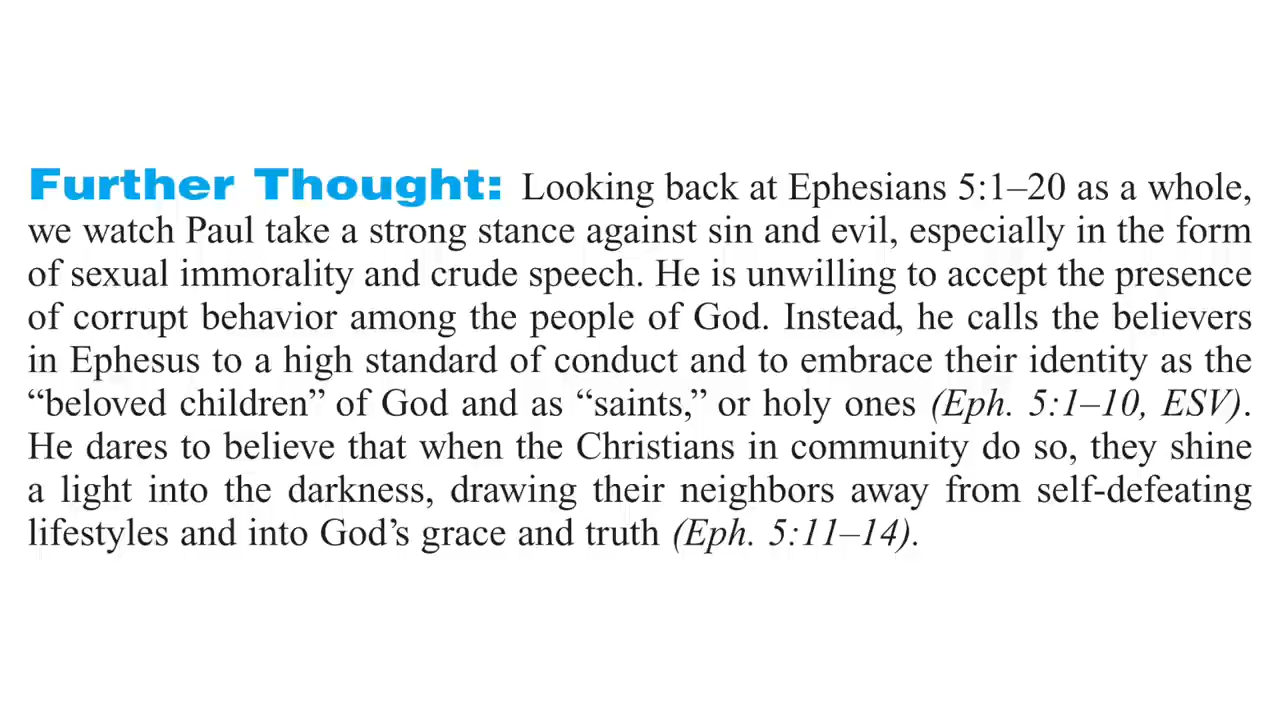 Further Thought: Looking back at Ephesians 5:1–20 as a whole,
we watch Paul take a strong stance against sin and evil, especially in the form
of sexual immorality and crude speech. He is unwilling to accept the presence
of corrupt behavior among the people of God. Instead, he calls the believers
in Ephesus to a high standard of conduct and to embrace their identity as the
“beloved children” of God and as “saints,” or holy ones (Eph. 5:1–10, ESV).
He dares to believe that when the Christians in community do so, they shine
a light into the darkness, drawing their neighbors away from self-defeating
lifestyles and into God’s grace and truth (Eph. 5:11–14).